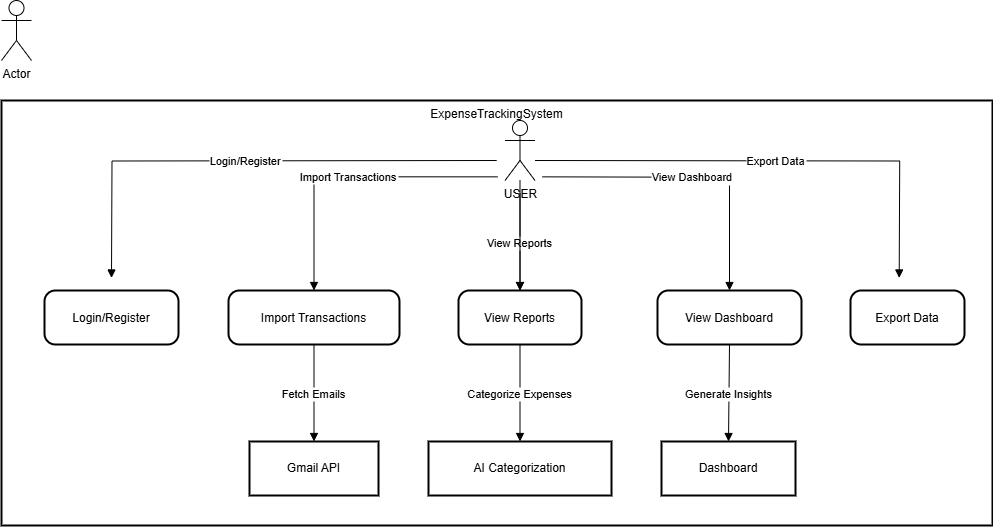 Actor
ExpenseTrackingSystem
Login/Register
Export Data
Import Transactions
View Dashboard
USER
View Reports
Login/Register
Import Transactions
View Reports
View Dashboard
Export Data
Fetch Emails
Categorize Expenses
Generate Insights
Gmail API
AI Categorization
Dashboard